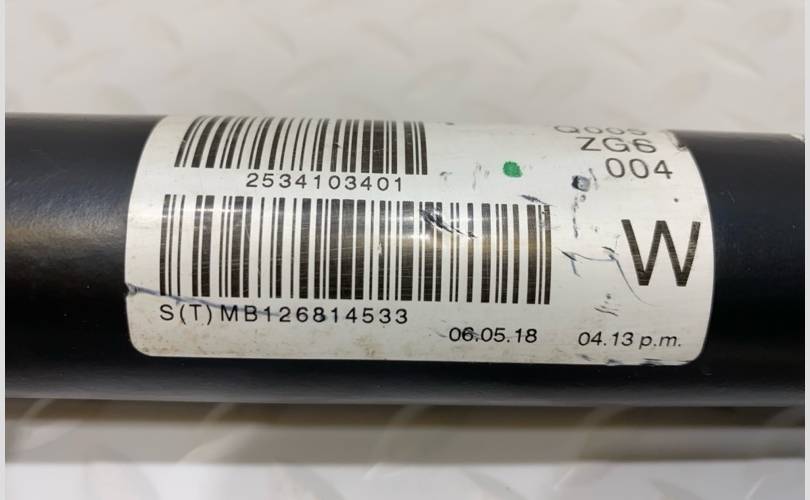 ZG6
004
2534103401
W
S(T)MB126814533
06.05.18 04.13 p.m.